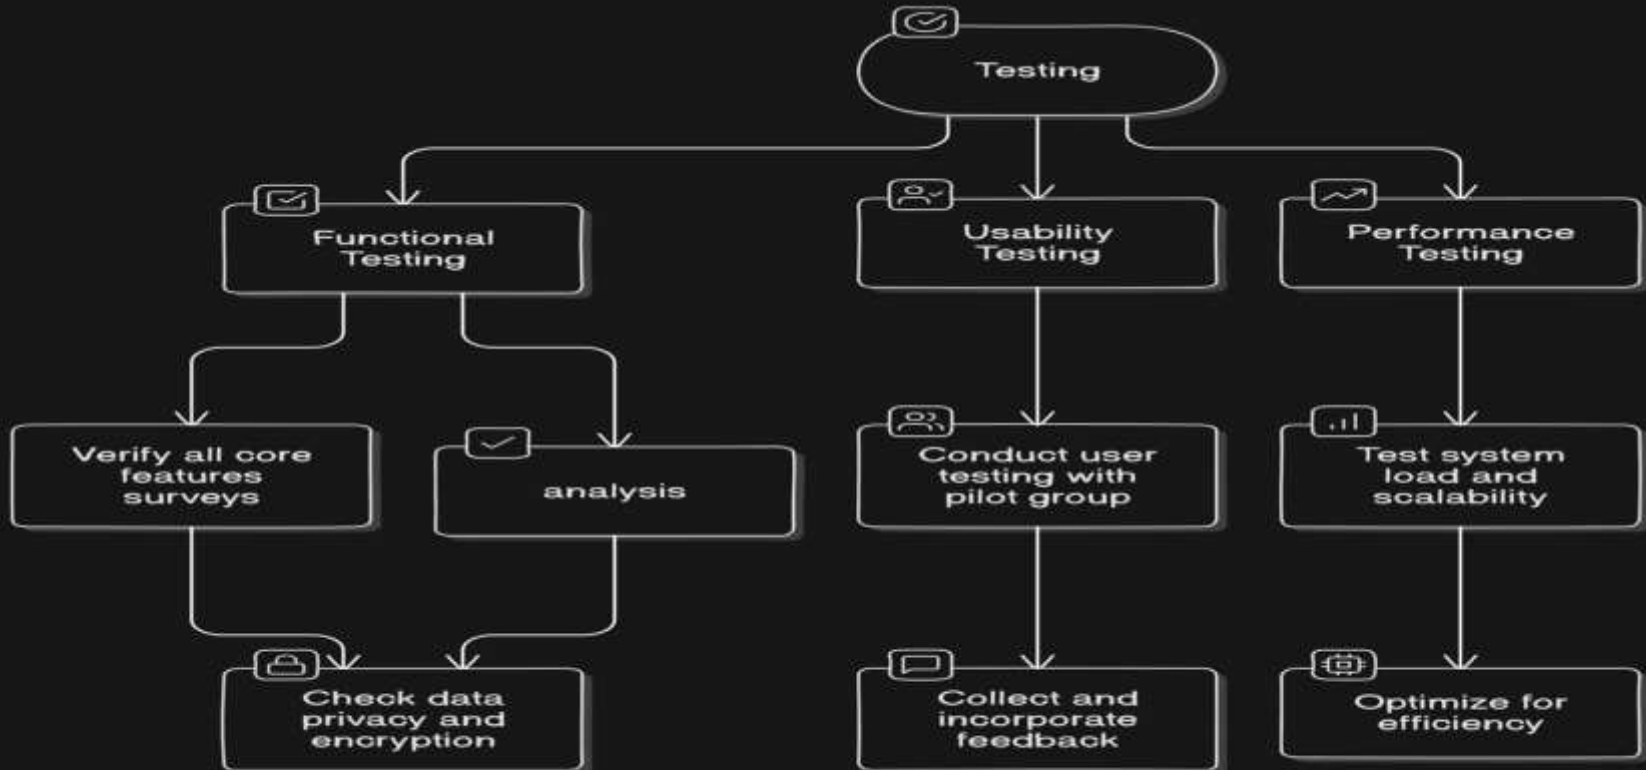 Testing
Functional
Testing
Usability
Testing
Performance
Testing
Verify all core
features
surveys
analysis
Conduct user
testing with
pilot group
Test system
load and
scalability
Check data
privacy and
encryption
Collect and
incorporate
feedback
Optimize for
efficiency